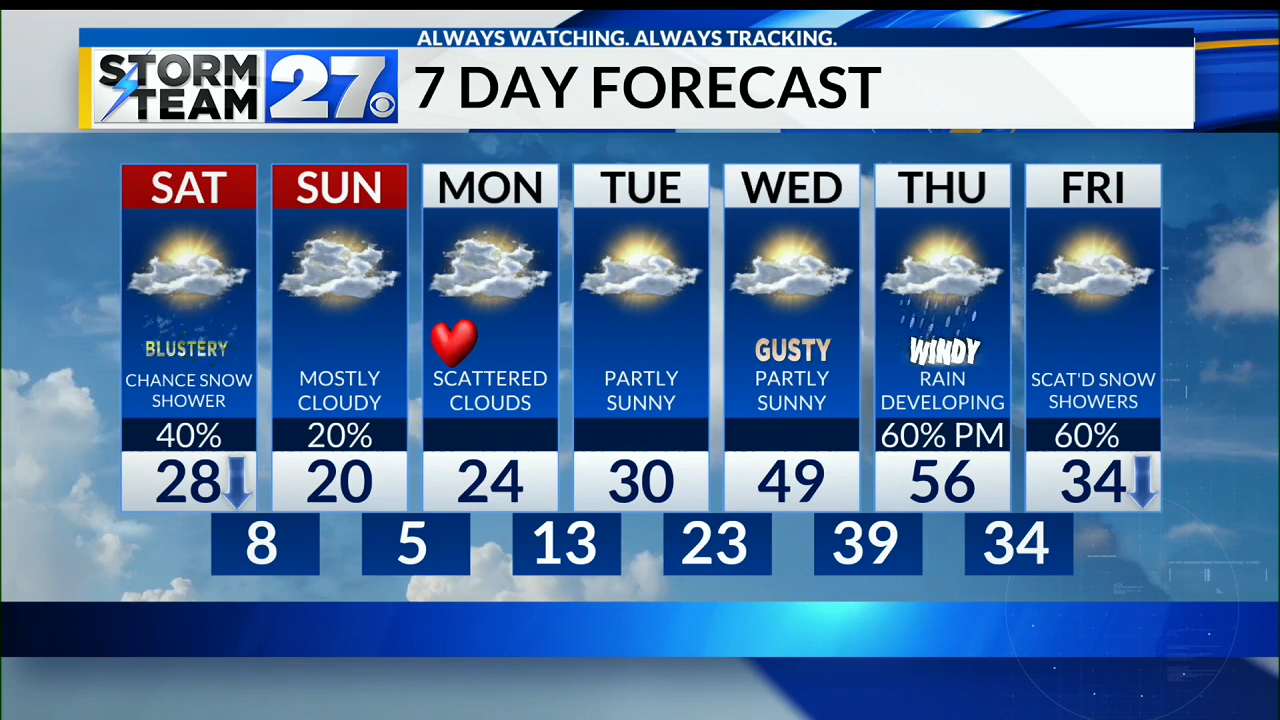 ALWAYS WATCHING. ALWAYS TRACKING.
STORM
TEAM
27
7 DAY FORECAST
SAT SUN MON TUE WED THU FRI
BLUSTERY GUSTY WINDY
CHANCE SNOW MOSTLY SCATTERED PARTLY PARTLY RAIN SCAT'D SNOW
SHOWER CLOUDY CLOUDS SUNNY SUNNY DEVELOPING SHOWERS
40% 20% 60% PM 60%
28 20 24 30 49 56 34
8 5 13 23 39 34